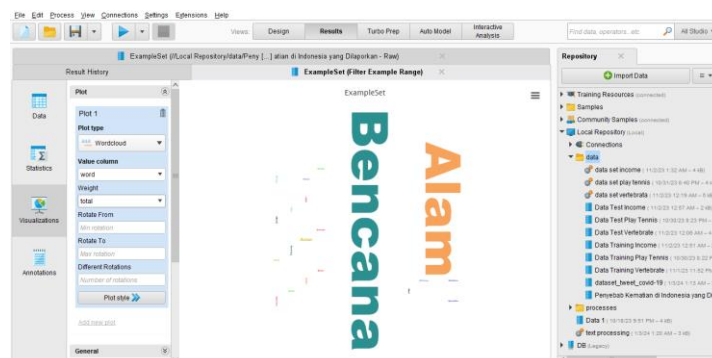 File Edit Process View Connections Settings Extensions Help
Views: Design Results Turbo Prep Auto Model Interactive Analysis
Find data, operators...etc All Studio
ExampleSet (//Local Repository/data/Peny [...] atian di Indonesia yang Dilaporkan - Raw)
Repository
Result History
ExampleSet (Filter Example Range)
Import Data
Data
Statistics
Visualizations
Annotations
Plot
Plot 1
Plot type
Wordcloud
Value column
word
Weight
total
Rotate From
Min rotation
Rotate To
Max rotation
Different Rotations
Number of rotations
Plot style
Add new plot
General
ExampleSet
Bencana
Alam
Training Resources (connected)
Samples
Community Samples (connected)
Local Repository (Local)
Connections
data
data set income
data set play tennis
data set vertebrata
Data Test Income
Data Test Play Tennis
Data Test Vertebrate
Data Training Income
Data Training Play Tennis
Data Training Vertebrate
dataset_tweet_covid-19
Penyebab Kematian di Indonesia yang Di
processes
Data 1
text processing
DB (Legacy)